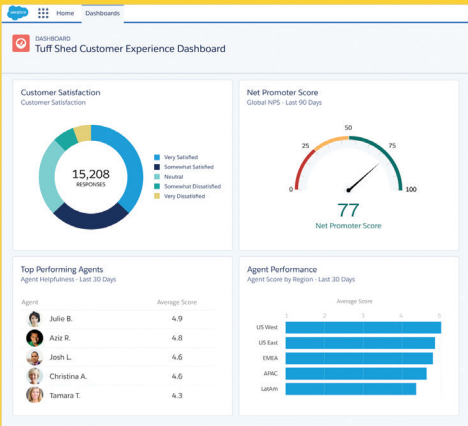 salesforce
Home
Dashboards
DASHBOARD
Tuff Shed Customer Experience Dashboard
Customer Satisfaction
Customer Satisfaction
15,208
RESPONSES
Very Satisfied
Somewhat Satisfied
Neutral
Somewhat Dissatisfied
Very Dissatisfied
Net Promoter Score
Global NPS - Last 90 Days
0
25
50
75
100
77
Net Promoter Score
Top Performing Agents
Agent Helpfulness - Last 30 Days
Agent Average Score
Julie B. 4.9
Aziz R. 4.8
Josh L. 4.6
Christina A. 4.6
Tamara T. 4.3
Agent Performance
Agent Score by Region - Last 30 Days
Average Score
1 2 3 4 5
US West
US East
EMEA
APAC
LatAm